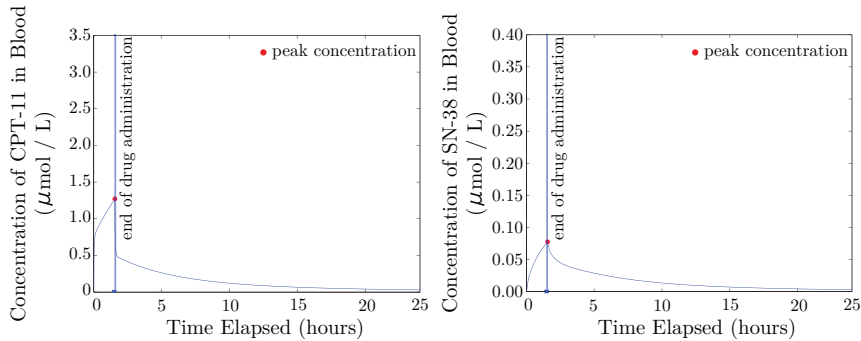 Concentration of CPT-11 in Blood
(μmol / L)
3.5
3.0
2.5
2.0
1.5
1.0
0.5
0
peak concentration
end of drug administration
0 5 10 15 20 25
Time Elapsed (hours)
Concentration of SN-38 in Blood
(μmol / L)
0.40
0.35
0.30
0.25
0.20
0.15
0.10
0.05
0.00
peak concentration
end of drug administration
0 5 10 15 20 25
Time Elapsed (hours)